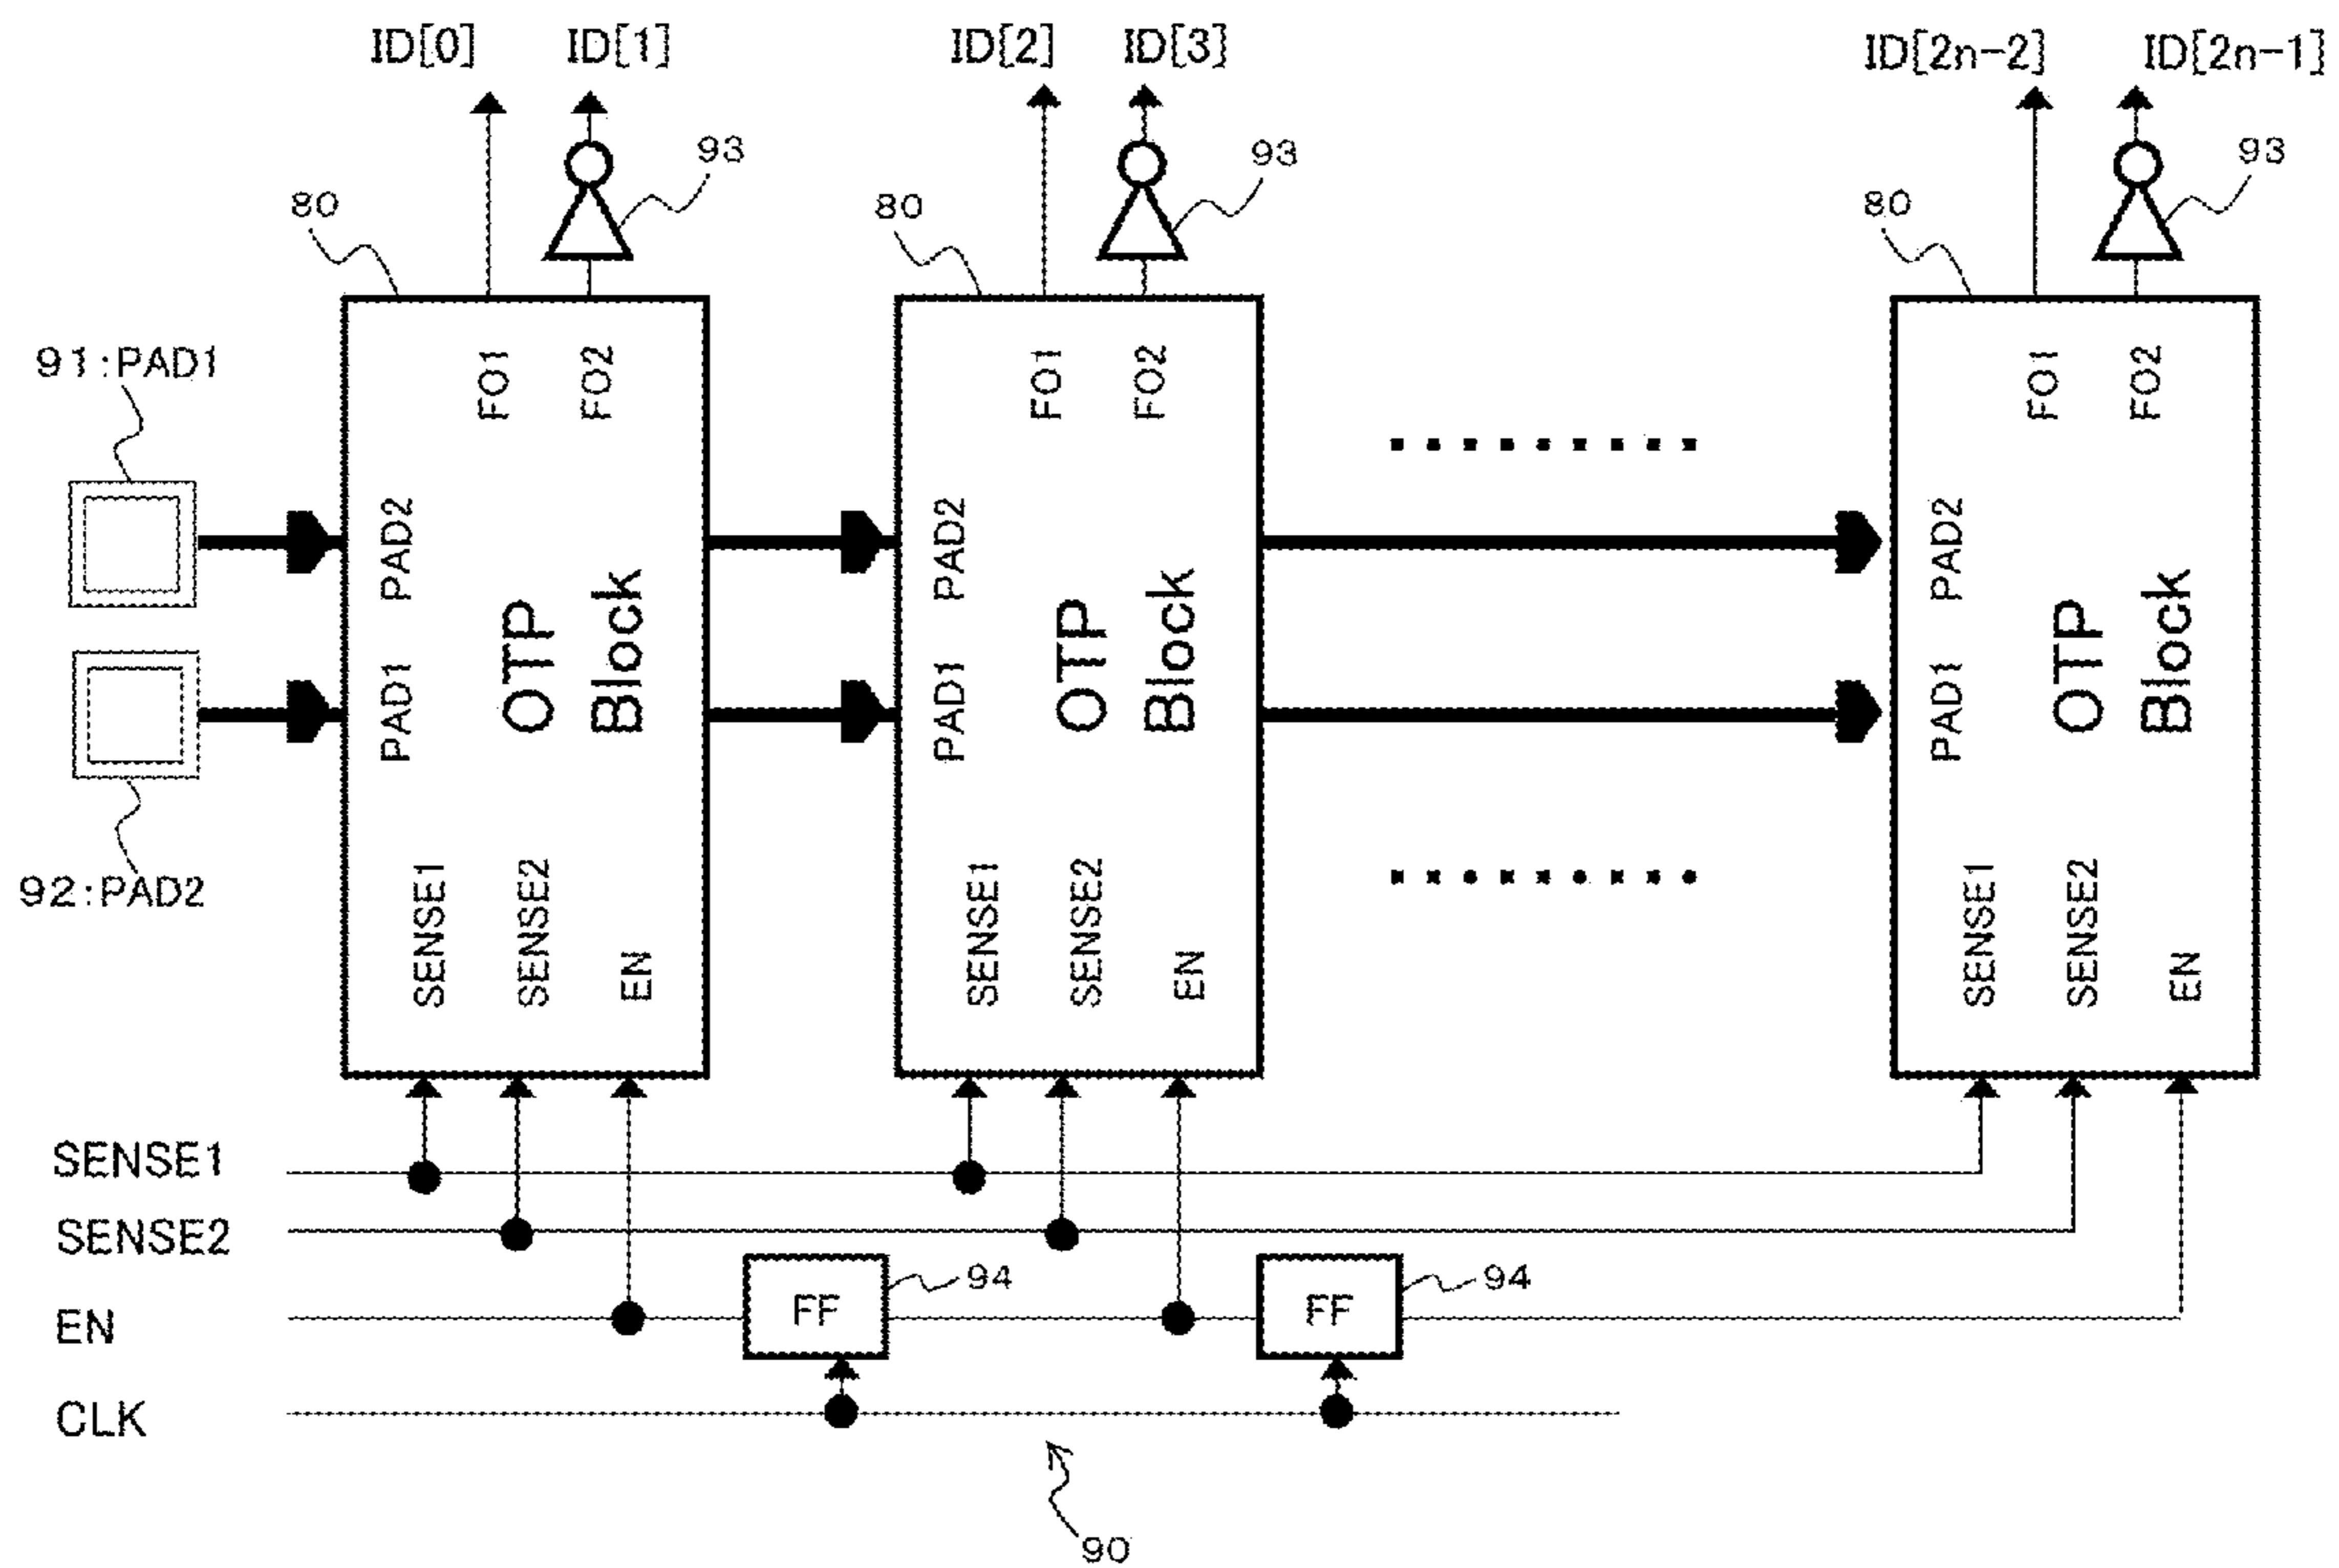 ID[0] ID[1] ID[2] ID[3] ID[2n-2] ID[2n-1]
93 93 93
80 80 80
91:PAD1
FO1 FO2 FO1 FO2 FO1 FO2
PAD2 PAD2 PAD2
OTP Block OTP Block OTP Block
PAD1 PAD1 PAD1
92:PAD2
SENSE1 SENSE2 EN SENSE1 SENSE2 EN SENSE1 SENSE2 EN
SENSE1
SENSE2
94 94
EN FF FF
CLK
90